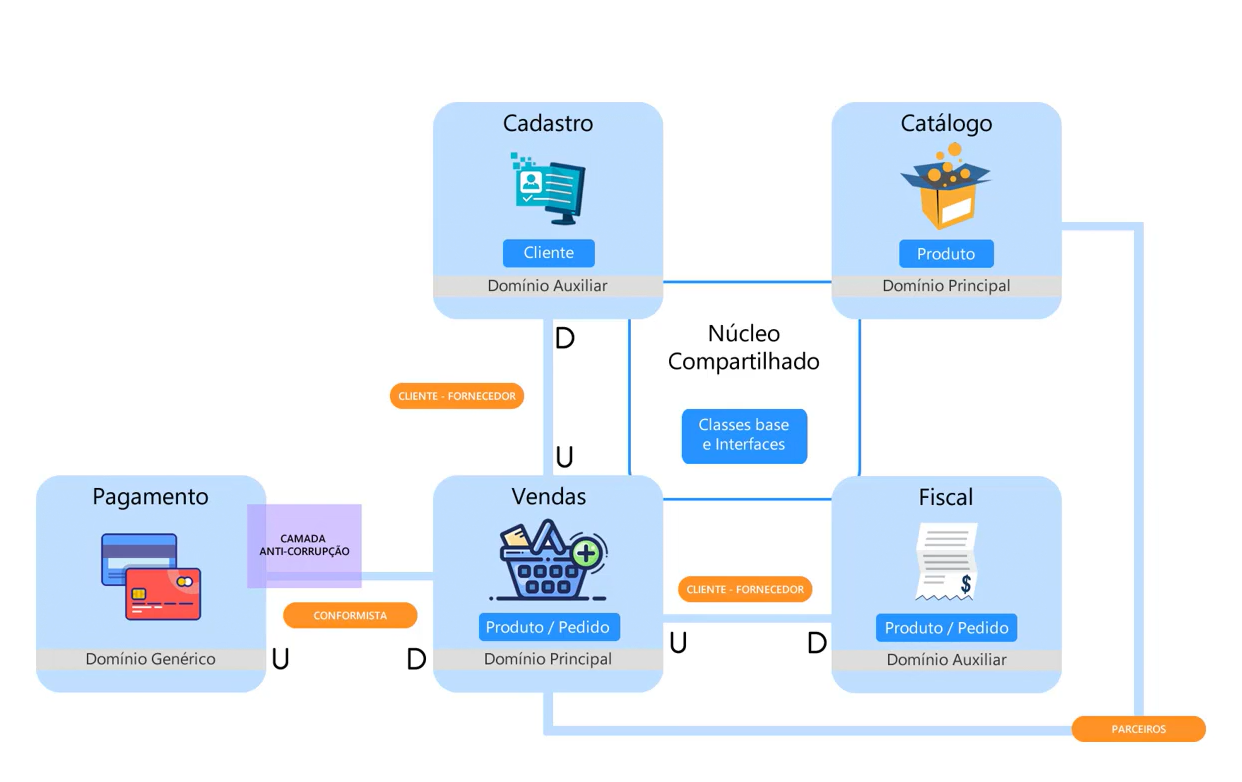 Cadastro
Cliente
Domínio Auxiliar
Catálogo
Produto
Domínio Principal
Núcleo
Compartilhado
Classes base
e Interfaces
D
CLIENTE - FORNECEDOR
U
Pagamento
Domínio Genérico
CAMADA
ANTI-CORRUPÇÃO
CONFORMISTA
U
D
Vendas
Produto / Pedido
Domínio Principal
CLIENTE - FORNECEDOR
U
D
Fiscal
$
Produto / Pedido
Domínio Auxiliar
PARCEIROS